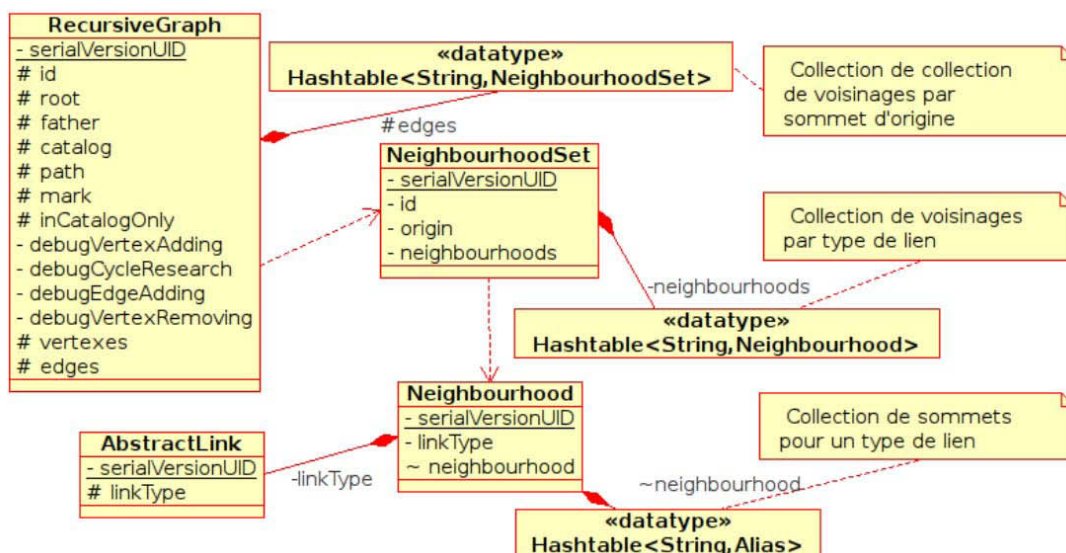 RecursiveGraph
- serialVersionUID
# id
# root
# father
# catalog
# path
# mark
# inCatalogOnly
- debugVertexAdding
- debugCycleResearch
- debugEdgeAdding
- debugVertexRemoving
# vertexes
# edges
«datatype»
Hashtable<String,NeighbourhoodSet>
Collection de collection
de voisinages par
sommet d'origine
#edges
NeighbourhoodSet
- serialVersionUID
- id
- origin
- neighbourhoods
Collection de voisinages
par type de lien
-neighbourhoods
«datatype»
Hashtable<String,Neighbourhood>
Neighbourhood
- serialVersionUID
- linkType
~ neighbourhood
Collection de sommets
pour un type de lien
AbstractLink
- serialVersionUID
# linkType
-linkType
~neighbourhood
«datatype»
Hashtable<String,Alias>